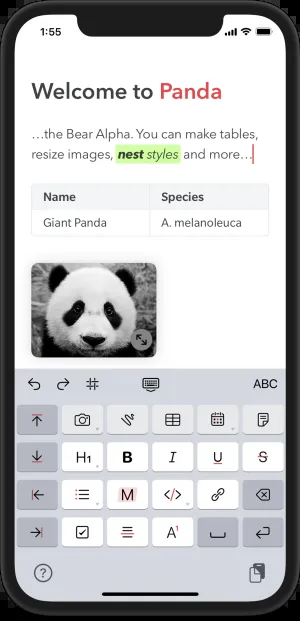 1:55
Welcome to Panda
…the Bear Alpha. You can make tables,
resize images, nest styles and more…
Name Species
Giant Panda A. melanoleuca
ABC
H1 B I U S
M </>
A1
?